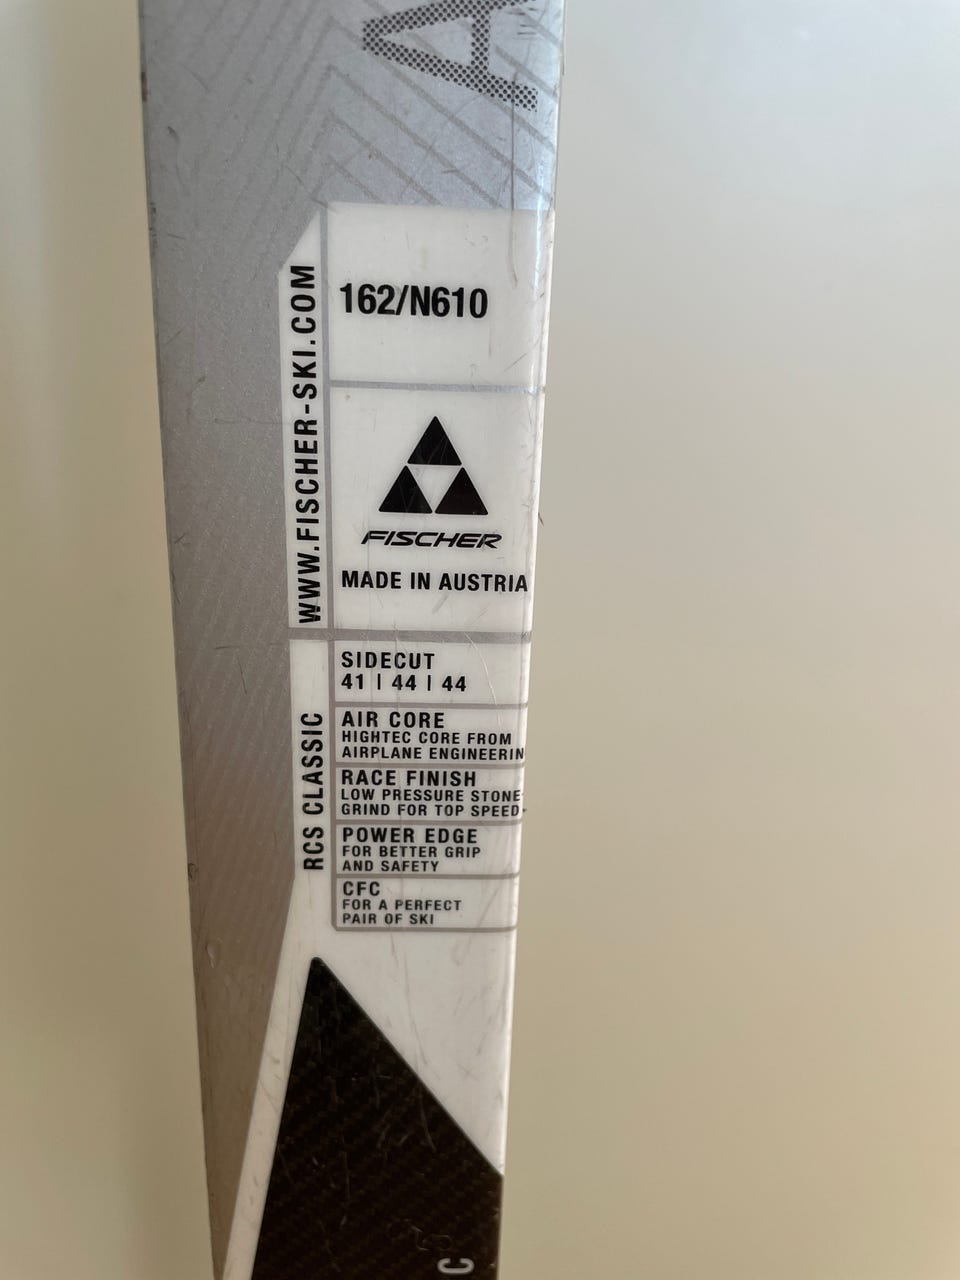 A
162/N610
WWW.FISCHER-SKI.COM
FISCHER
MADE IN AUSTRIA
RCS CLASSIC
SIDECUT
41 | 44 | 44
AIR CORE
HIGHTEC CORE FROM
AIRPLANE ENGINEERIN
RACE FINISH
LOW PRESSURE STONE-
GRIND FOR TOP SPEED
POWER EDGE
FOR BETTER GRIP
AND SAFETY
CFC
FOR A PERFECT
PAIR OF SKI
C